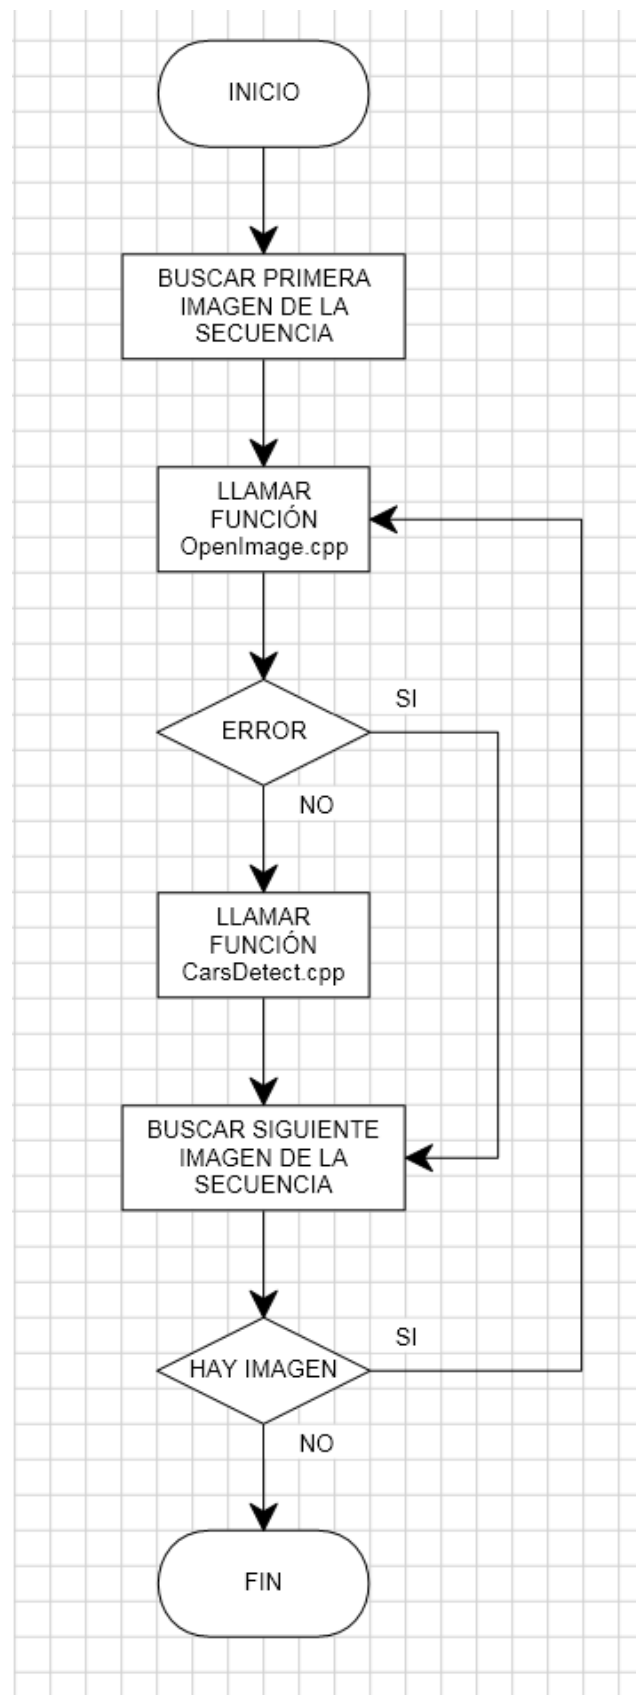 INICIO
BUSCAR PRIMERA
IMAGEN DE LA
SECUENCIA
LLAMAR
FUNCIÓN
OpenImage.cpp
SI
ERROR
NO
LLAMAR
FUNCIÓN
CarsDetect.cpp
BUSCAR SIGUIENTE
IMAGEN DE LA
SECUENCIA
SI
HAY IMAGEN
NO
FIN